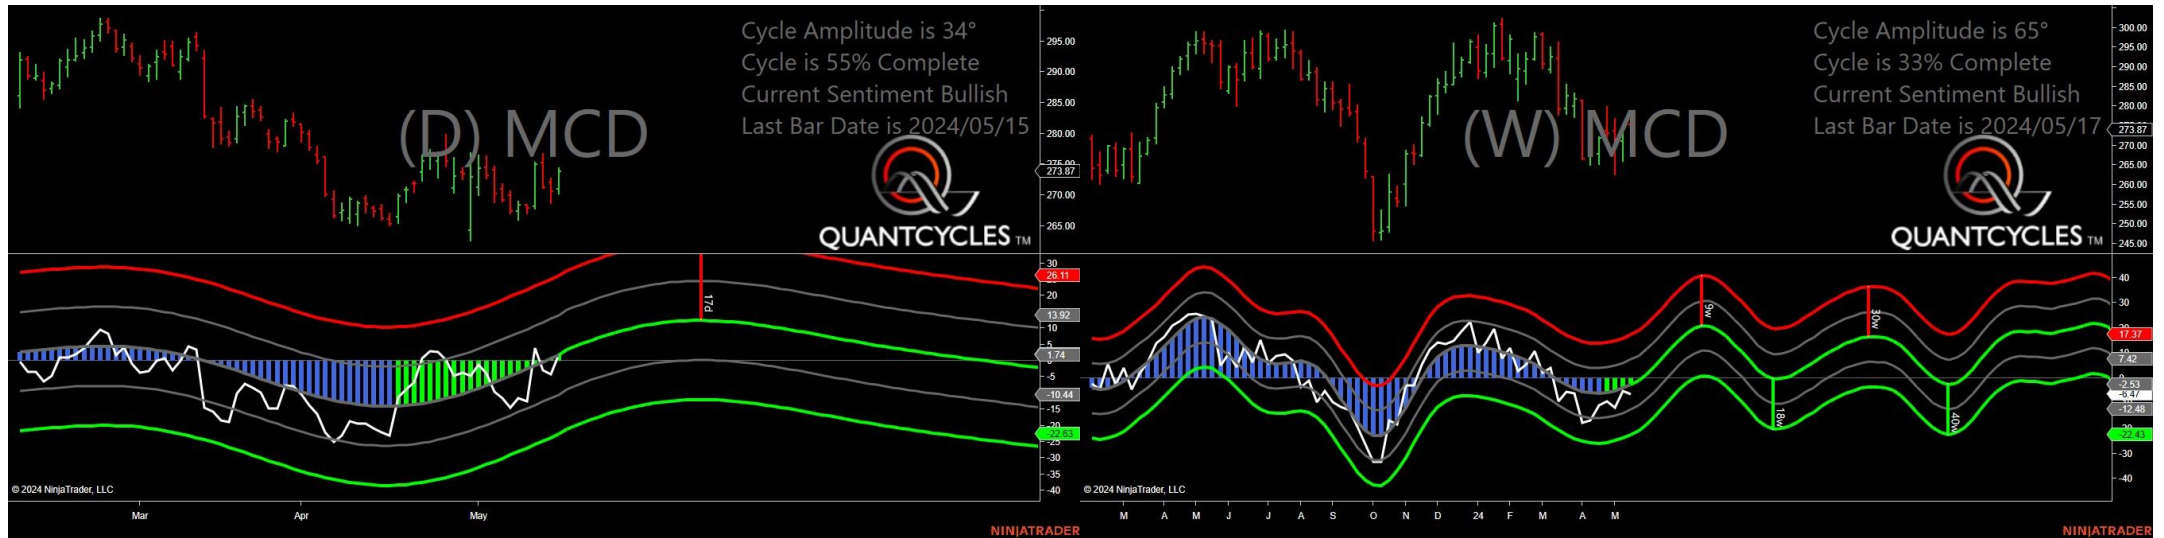 Cycle Amplitude is 34°
Cycle is 55% Complete
Current Sentiment Bullish
Last Bar Date is 2024/05/15
(D) MCD
QUANTCYCLES TM
295.00
290.00
285.00
280.00
275.00
273.87
270.00
265.00
30
26.11
20
13.92
10
5
1.74
-5
-10.44
-15
-22.63
-25
-30
-35
-40
17d
© 2024 NinjaTrader, LLC
Mar
Apr
May
NINJATRADER
Cycle Amplitude is 65°
Cycle is 33% Complete
Current Sentiment Bullish
Last Bar Date is 2024/05/17
(W) MCD
QUANTCYCLES TM
300.00
295.00
290.00
285.00
280.00
273.87
270.00
265.00
260.00
255.00
250.00
245.00
40
30
17.37
7.42
-2.53
-6.47
-12.48
-22.43
-30
-40
9w
18w
30w
40w
© 2024 NinjaTrader, LLC
M A M J J A S O N D 24 F M A M
NINJATRADER